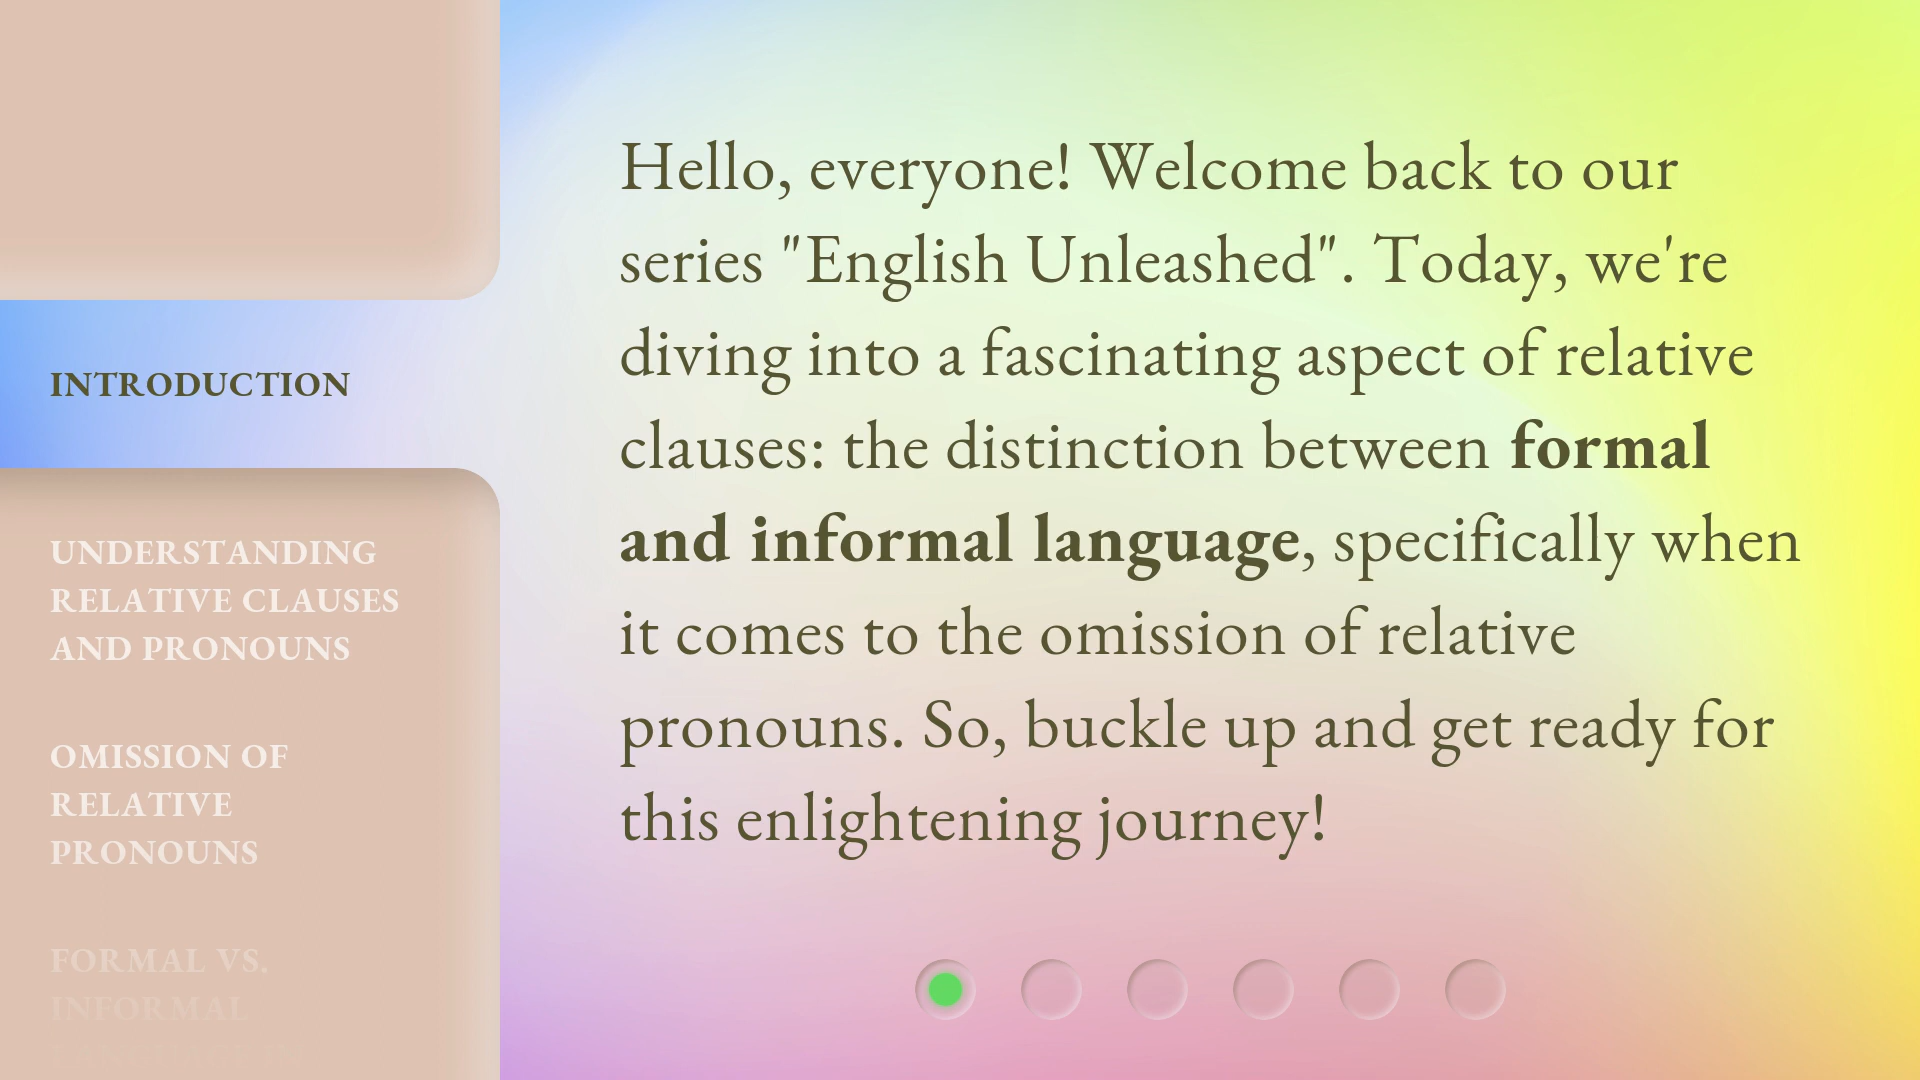 INTRODUCTION
UNDERSTANDING
RELATIVE CLAUSES
AND PRONOUNS
OMISSION OF
RELATIVE
PRONOUNS
FORMAL VS.
INFORMAL
Hello, everyone! Welcome back to our
series "English Unleashed". Today, we're
diving into a fascinating aspect of relative
clauses: the distinction between formal
and informal language, specifically when
it comes to the omission of relative
pronouns. So, buckle up and get ready for
this enlightening journey!